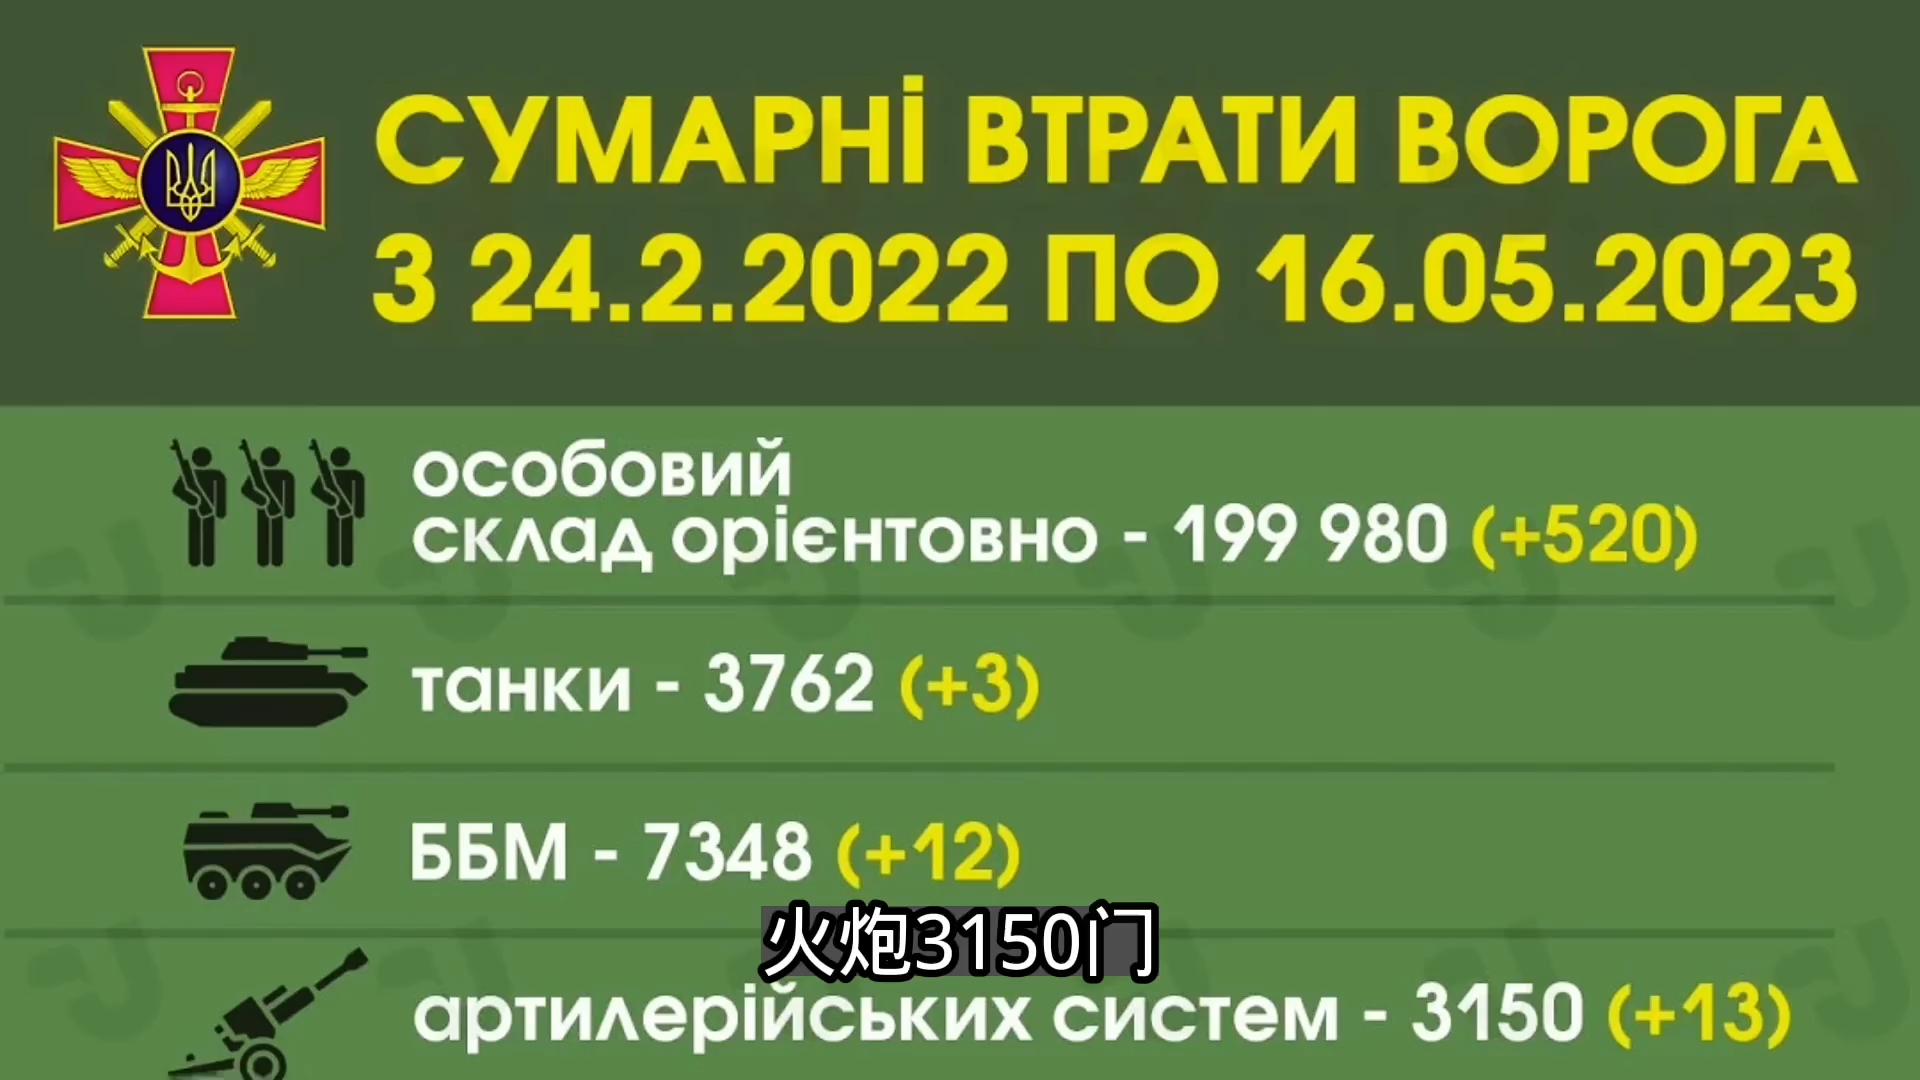 СУМАРНі ВТРАТИ ВОРОГА
З 24.2.2022 ПО 16.05.2023
особовий
склад орієнтовно - 199 980 (+520)
танки - 3762 (+3)
ББМ - 7348 (+12)
火炮3150门
артилерійських систем - 3150 (+13)